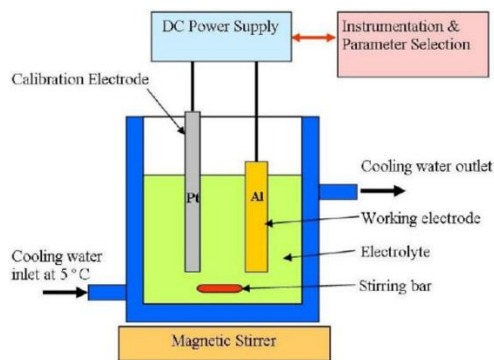 DC Power Supply
Instrumentation &
Parameter Selection
Calibration Electrode
Pt
Al
Cooling water outlet
Working electrode
Electrolyte
Cooling water
inlet at 5 °C
Stirring bar
Magnetic Stirrer